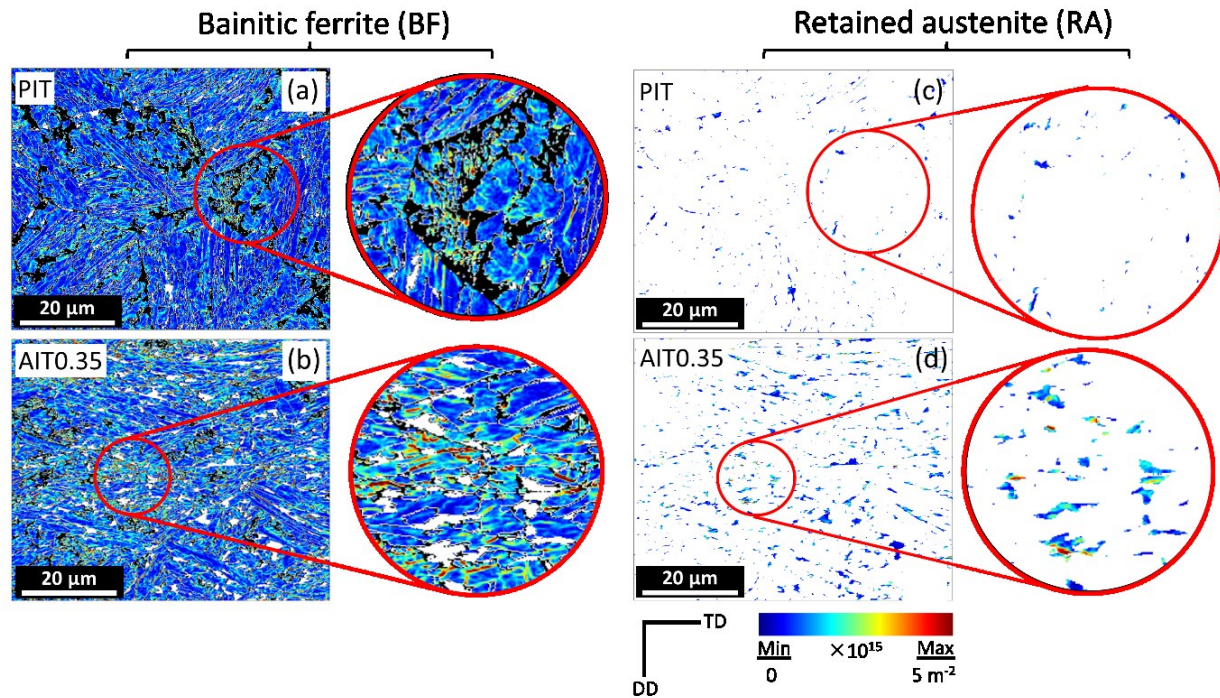 Bainitic ferrite (BF)
Retained austenite (RA)
PIT
(a)
20 µm
PIT
(c)
20 µm
AIT0.35
(b)
20 µm
AIT0.35
(d)
20 µm
TD
DD
Min
×10¹⁵
Max
0
5 m⁻²